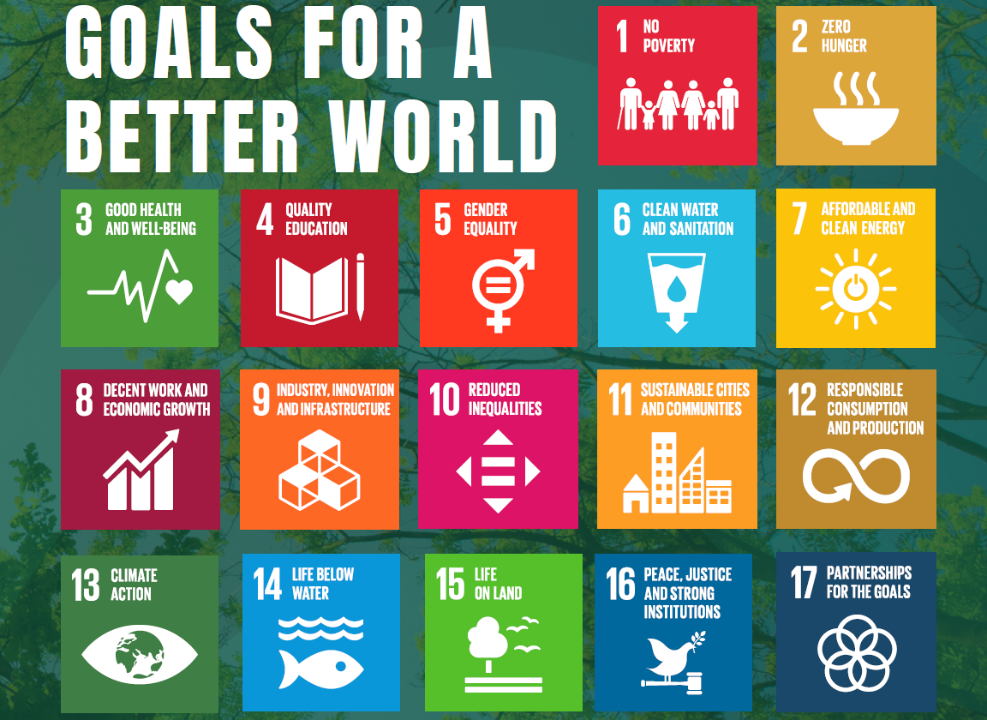 GOALS FOR A
BETTER WORLD
1 NO
POVERTY
2 ZERO
HUNGER
3 GOOD HEALTH
AND WELL-BEING
4 QUALITY
EDUCATION
5 GENDER
EQUALITY
6 CLEAN WATER
AND SANITATION
7 AFFORDABLE AND
CLEAN ENERGY
8 DECENT WORK AND
ECONOMIC GROWTH
9 INDUSTRY, INNOVATION
AND INFRASTRUCTURE
10 REDUCED
INEQUALITIES
11 SUSTAINABLE CITIES
AND COMMUNITIES
12 RESPONSIBLE
CONSUMPTION
AND PRODUCTION
13 CLIMATE
ACTION
14 LIFE BELOW
WATER
15 LIFE
ON LAND
16 PEACE, JUSTICE
AND STRONG
INSTITUTIONS
17 PARTNERSHIPS
FOR THE GOALS